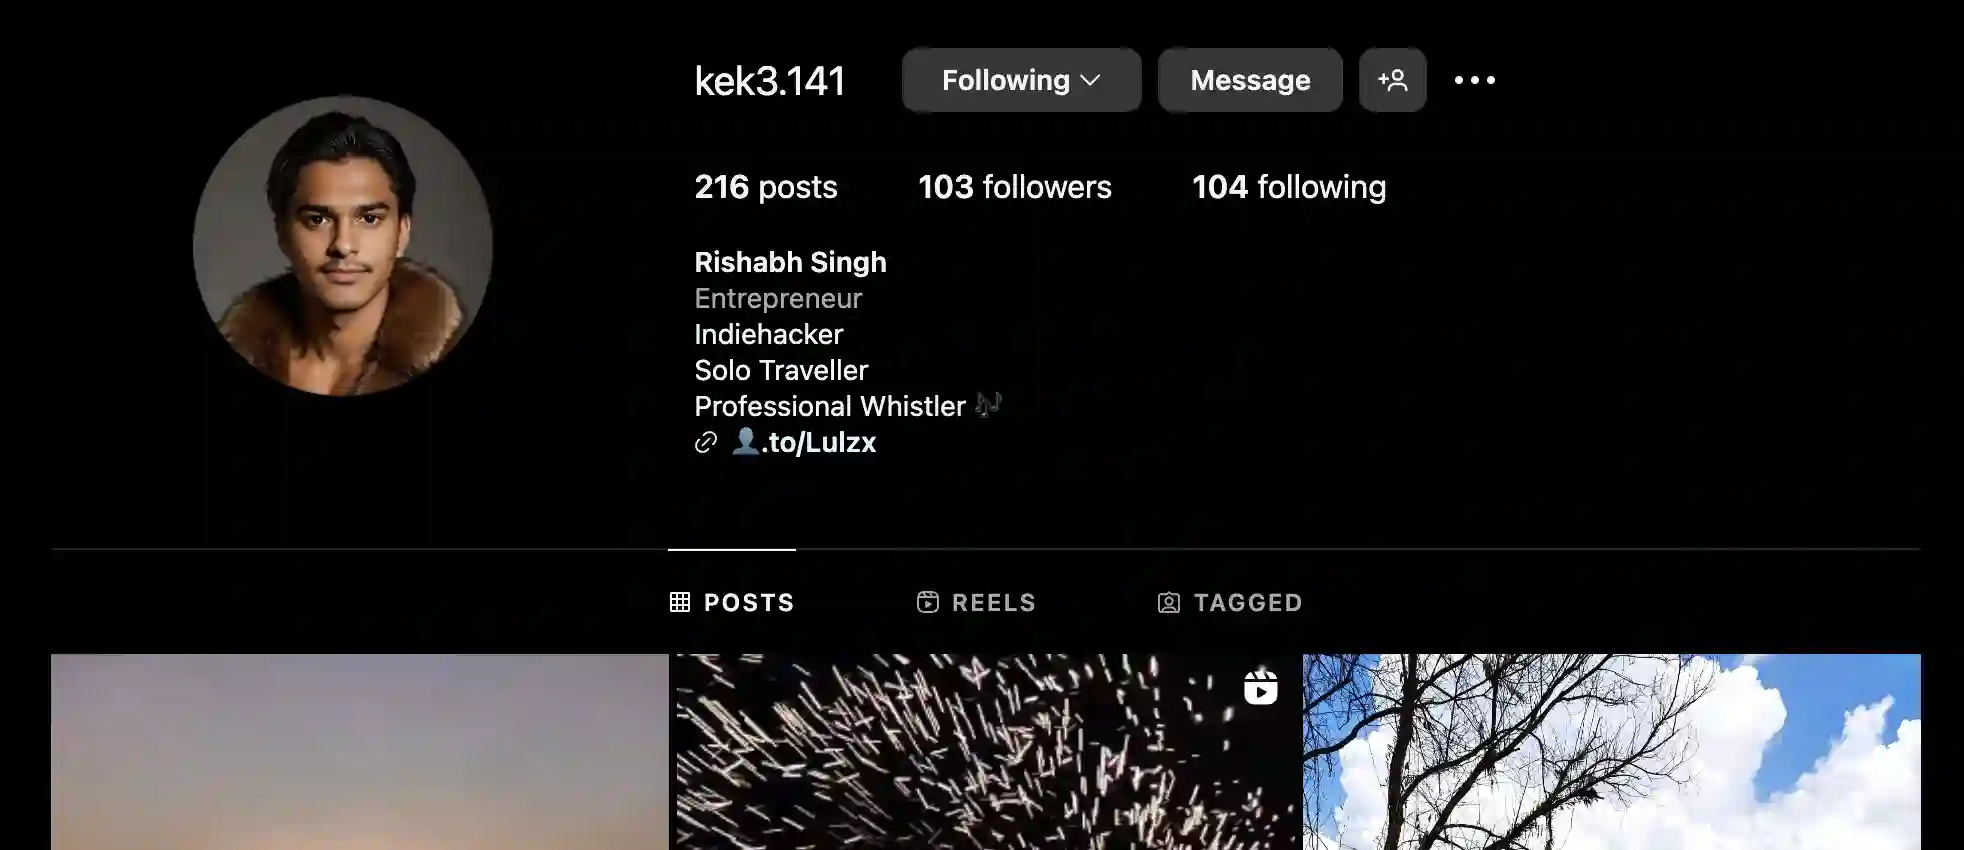 kek3.141 Following Message
216 posts 103 followers 104 following
Rishabh Singh
Entrepreneur
Indiehacker
Solo Traveller
Professional Whistler 🎶
👤.to/Lulzx
POSTS REELS TAGGED